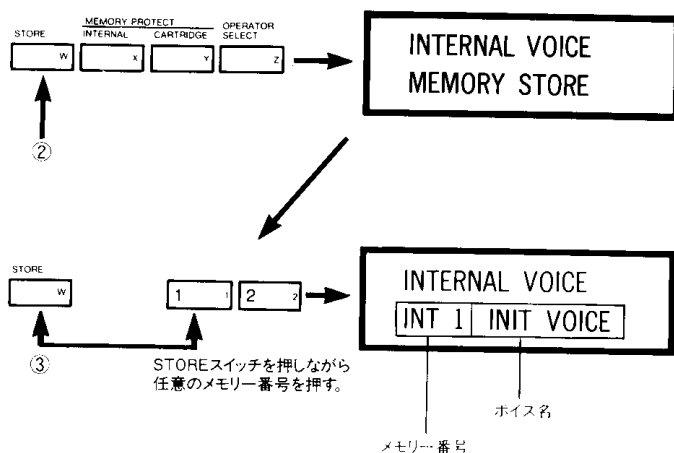 MEMORY PROTECT
OPERATOR
SELECT
STORE
INTERNAL
CARTRIDGE
W
X
Y
Z
INTERNAL VOICE
MEMORY STORE
②
STORE
W
1
1
2
2
INTERNAL VOICE
INT 1
INIT VOICE
③
STOREスイッチを押しながら
任意のメモリー番号を押す。
ボイス名
メモリー番号